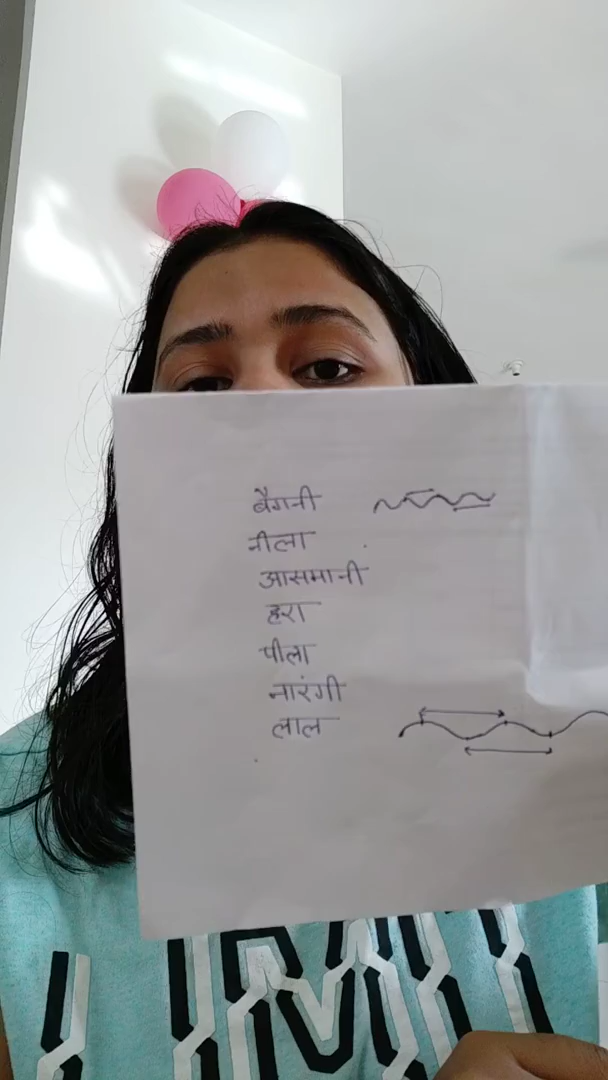 बैगनी
नीला
आसमानी
हरा
पीला
नारंगी
लाल